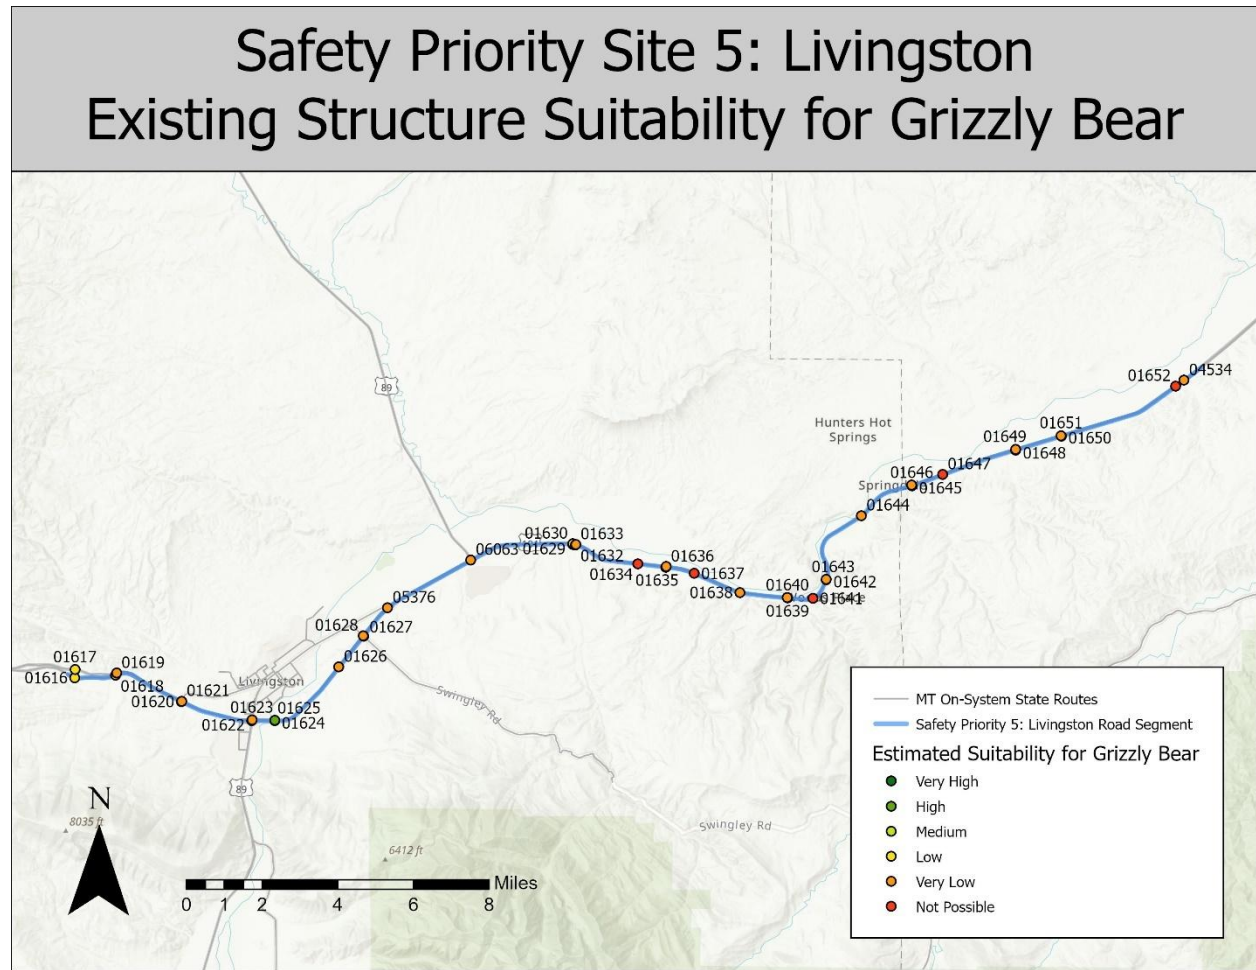 Safety Priority Site 5: Livingston
Existing Structure Suitability for Grizzly Bear
89
Hunters Hot
Springs
01652
04534
01651
01650
01649
01648
01647
01646
01645
01644
01630
01633
01629
01632
01634
01636
01635
01637
01638
01643
01642
01640
01639
01641
06063
05376
01628
01627
01626
01617
01616
01619
01618
01621
01620
Livingston
01623
01625
01622
01624
Swingley Rd
89
Swingley Rd
8035 ft
6412 ft
N
Miles
0 1 2 4 6 8
MT On-System State Routes
Safety Priority 5: Livingston Road Segment
Estimated Suitability for Grizzly Bear
Very High
High
Medium
Low
Very Low
Not Possible